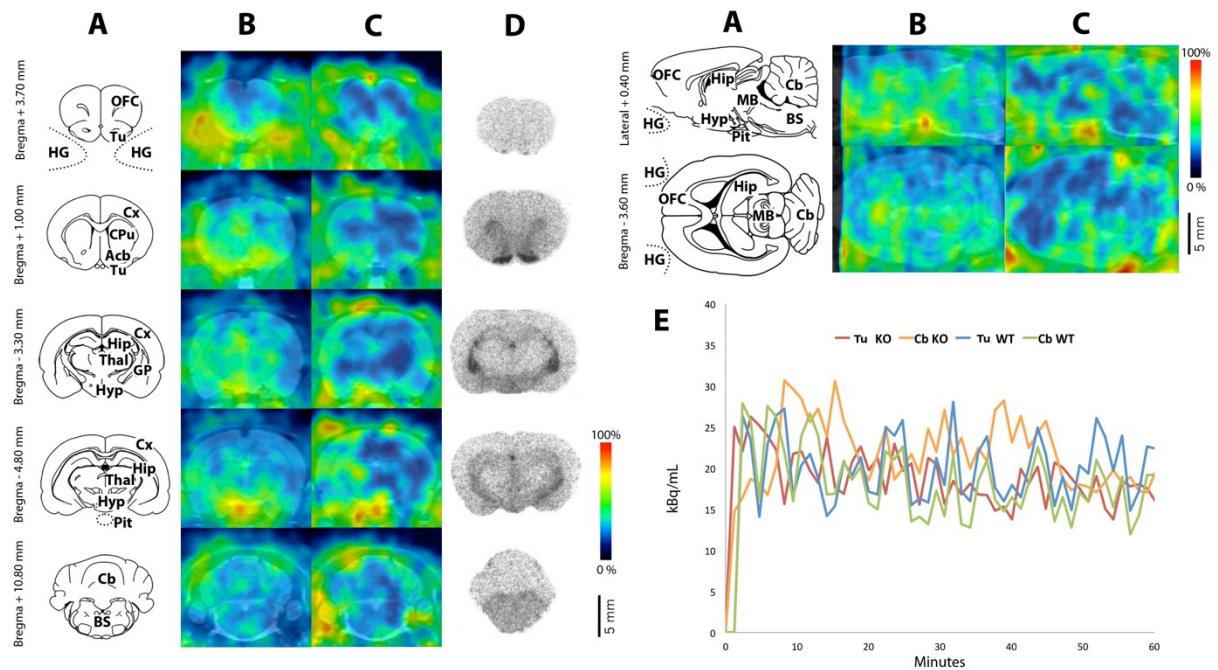 A B C D
Bregma + 3.70 mm
OFC
Tu
HG HG
Bregma + 1.00 mm
Cx
CPu
Acb
Tu
Bregma - 3.30 mm
Cx
Hip
Thal
GP
Hyp
Bregma -4.80 mm
Cx
Hip
Thal
Hyp
Pit
Bregma + 10.80 mm
Cb
BS
100%
0 %
5 mm
A B C
Lateral + 0.40 mm
OFC
Hip
Cb
MB
Hyp
BS
HG
Pit
Bregma - 3.60 mm
HG
Hip
OFC
MB
Cb
HG
100%
0 %
5 mm
E
Tu KO Cb KO Tu WT Cb WT
kBq/mL
40
35
30
25
20
15
10
5
0
0 10 20 30 40 50 60
Minutes